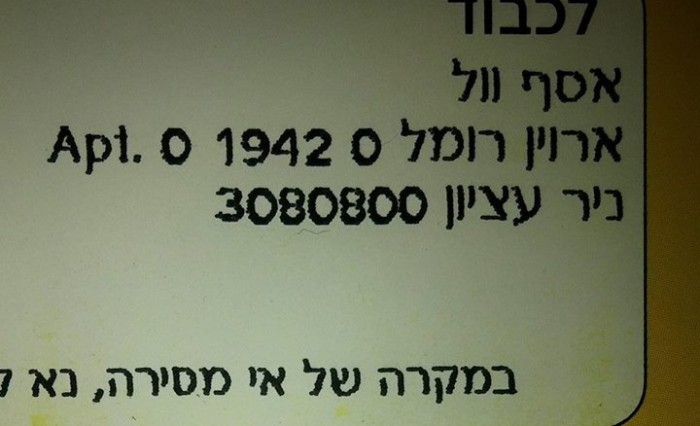 לכבוד
אסף וול
ארוין רומל 0 1942 Apt. 0
ניר עציון 3080800
במקרה של אי מסירה, נא